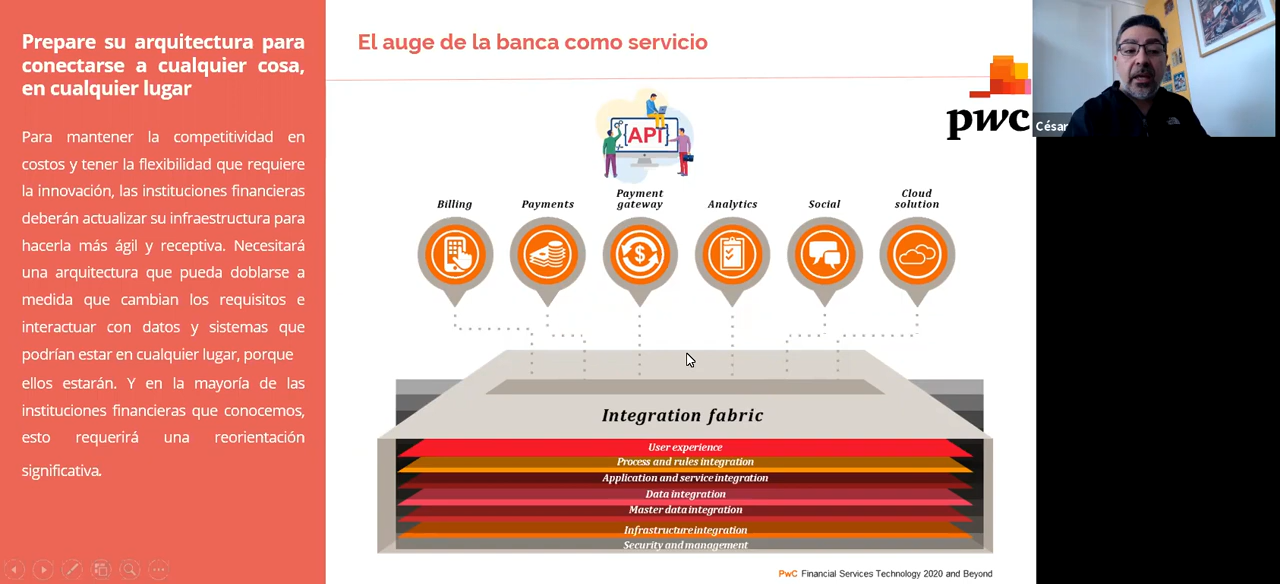 Prepare su arquitectura para
conectarse a cualquier cosa,
en cualquier lugar
Para mantener la competitividad en
costos y tener la flexibilidad que requiere
la innovación, las instituciones financieras
deberán actualizar su infraestructura para
hacerla más ágil y receptiva. Necesitará
una arquitectura que pueda doblarse a
medida que cambian los requisitos e
interactuar con datos y sistemas que
podrían estar en cualquier lugar, porque
ellos estarán. Y en la mayoría de las
instituciones financieras que conocemos,
esto requerirá una reorientación
significativa.
El auge de la banca como servicio
pwc
César
API
Billing
Payments
Payment
gateway
Analytics
Social
Cloud
solution
Integration fabric
User experience
Process and rules integration
Application and service integration
Data integration
Master data integration
Infrastructure integration
Security and management
PwC Financial Services Technology 2020 and Beyond